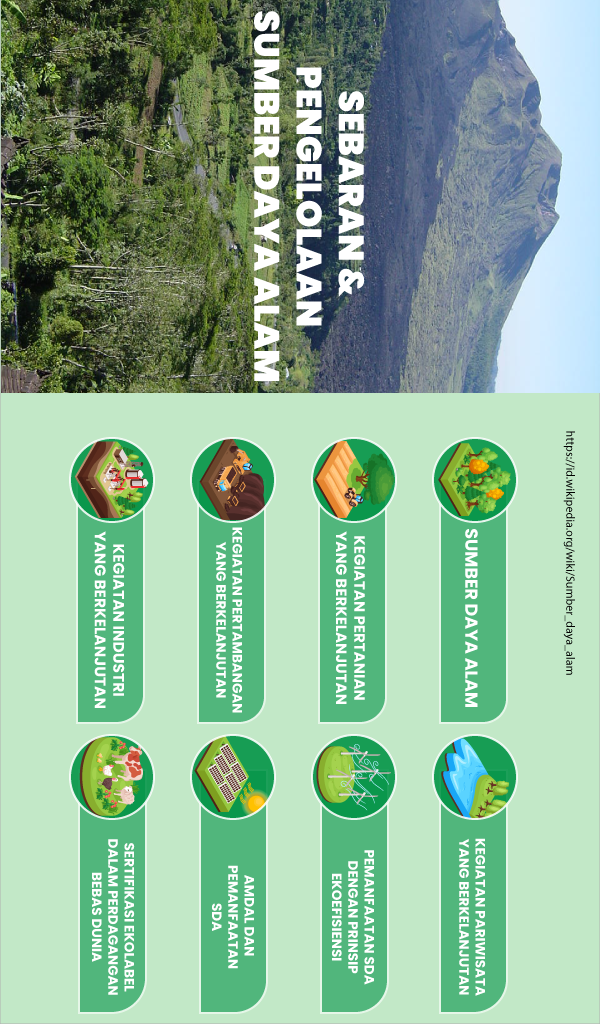 SEBARAN &
PENGELOLAAN
SUMBER DAYA ALAM
https://id.wikipedia.org/wiki/Sumber_daya_alam
SUMBER DAYA ALAM
KEGIATAN PERTANIAN
YANG BERKELANJUTAN
KEGIATAN PERTAMBANGAN
YANG BERKELANJUTAN
KEGIATAN INDUSTRI
YANG BERKELANJUTAN
KEGIATAN PARIWISATA
YANG BERKELANJUTAN
PEMANFAATAN SDA
DENGAN PRINSIP
EKOEFISIENSI
AMDAL DAN
PEMANFAATAN
SDA
SERTIFIKASI EKOLABEL
DALAM PERDAGANGAN
BEBAS DUNIA